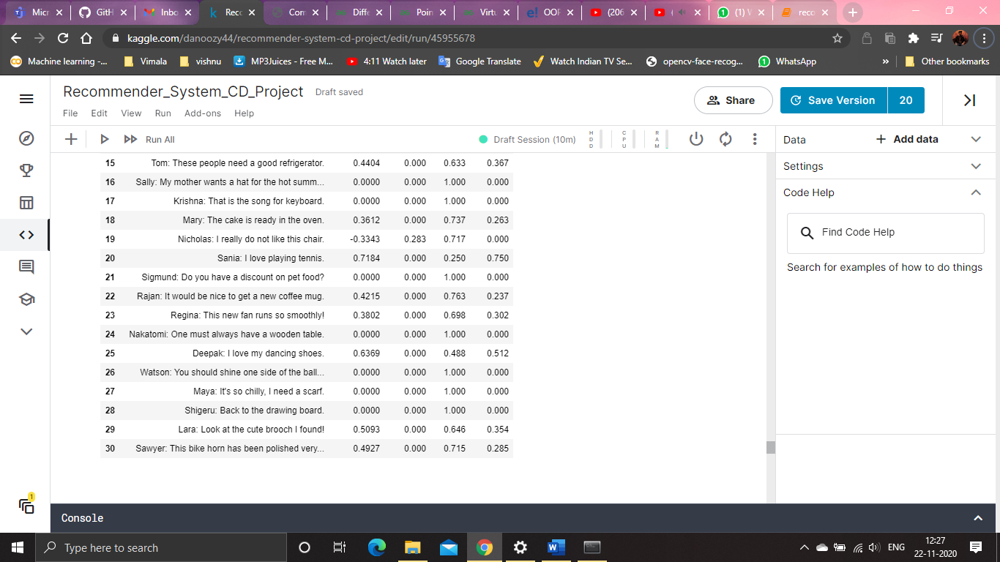 Micr GitH Inbo Reco Com Diffe Poin Virtu OOP (206 ( (1) W reco
kaggle.com/danoozy44/recommender-system-cd-project/edit/run/45955678
Machine learning -... Vimala vishnu MP3Juices - Free M... 4:11 Watch later Google Translate Watch Indian TV Se... opencv-face-recog... WhatsApp » Other bookmarks
Recommender_System_CD_Project Draft saved
Share Save Version 20
File Edit View Run Add-ons Help
Run All Draft Session (10m) HDD CPU RAM
Data + Add data
Settings
Code Help
Find Code Help
Search for examples of how to do things
15 Tom: These people need a good refrigerator. 0.4404 0.000 0.633 0.367
16 Sally: My mother wants a hat for the hot summ... 0.0000 0.000 1.000 0.000
17 Krishna: That is the song for keyboard. 0.0000 0.000 1.000 0.000
18 Mary: The cake is ready in the oven. 0.3612 0.000 0.737 0.263
19 Nicholas: I really do not like this chair. -0.3343 0.283 0.717 0.000
20 Sania: I love playing tennis. 0.7184 0.000 0.250 0.750
21 Sigmund: Do you have a discount on pet food? 0.0000 0.000 1.000 0.000
22 Rajan: It would be nice to get a new coffee mug. 0.4215 0.000 0.763 0.237
23 Regina: This new fan runs so smoothly! 0.3802 0.000 0.698 0.302
24 Nakatomi: One must always have a wooden table. 0.0000 0.000 1.000 0.000
25 Deepak: I love my dancing shoes. 0.6369 0.000 0.488 0.512
26 Watson: You should shine one side of the ball... 0.0000 0.000 1.000 0.000
27 Maya: It's so chilly, I need a scarf. 0.0000 0.000 1.000 0.000
28 Shigeru: Back to the drawing board. 0.0000 0.000 1.000 0.000
29 Lara: Look at the cute brooch I found! 0.5093 0.000 0.646 0.354
30 Sawyer: This bike horn has been polished very... 0.4927 0.000 0.715 0.285
1
Console
Type here to search
ENG
12:27
22-11-2020